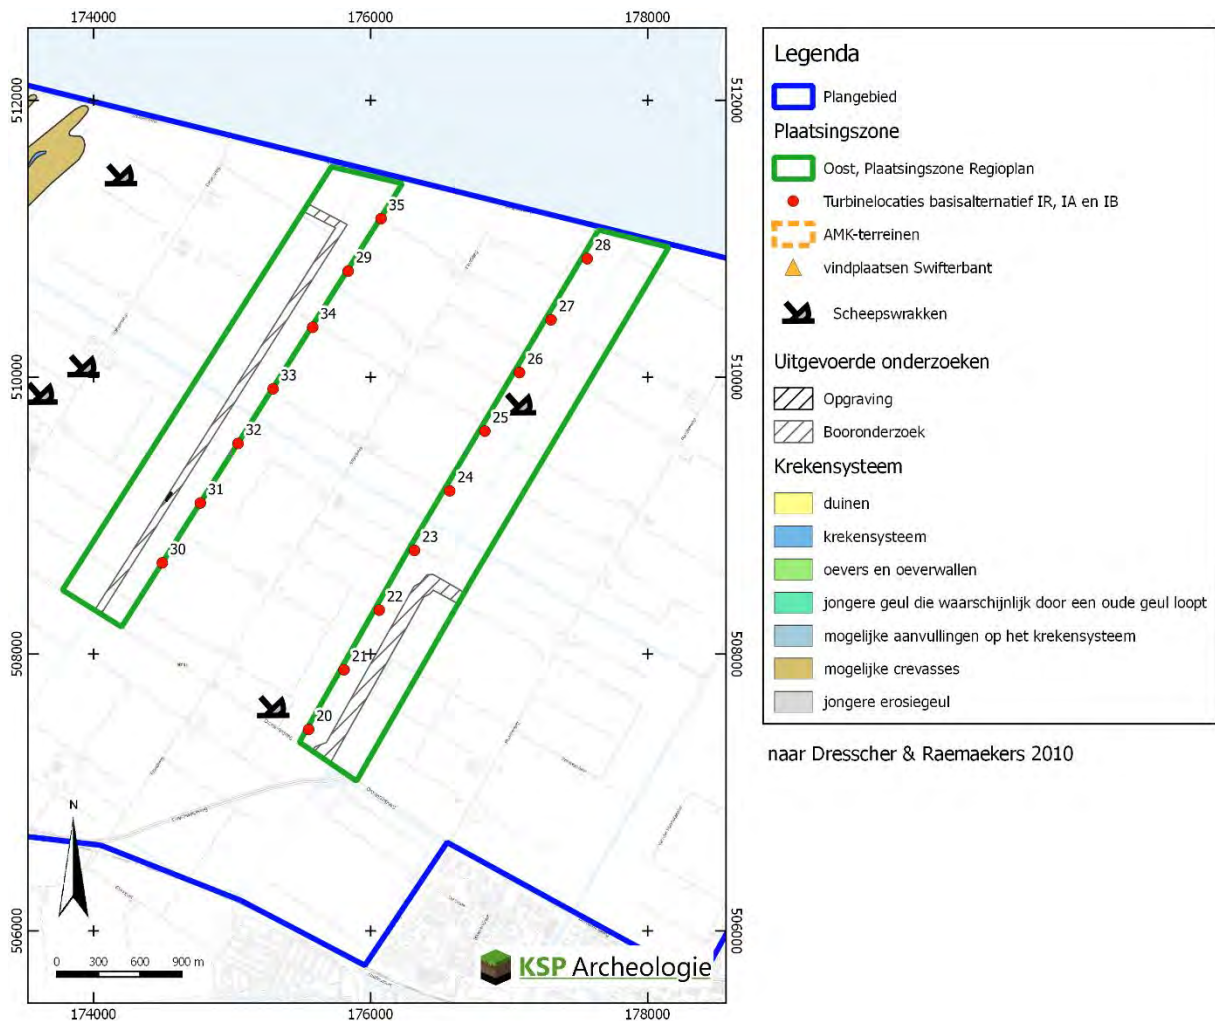 174000
176000
178000
512000
512000
35
29
28
34
27
510000
510000
26
33
25
32
24
31
23
30
22
508000
508000
21
20
N
506000
506000
0 300 600 900 m
KSP Archeologie
174000
176000
178000
Legenda
Plangebied
Plaatsingszone
Oost, Plaatsingszone Regioplan
Turbinelocaties basisalternatief IR, IA en IB
AMK-terreinen
vindplaatsen Swifterbant
Scheepswrakken
Uitgevoerde onderzoeken
Opgraving
Booronderzoek
Krekensysteem
duinen
krekensysteem
oevers en oeverwallen
jongere geul die waarschijnlijk door een oude geul loopt
mogelijke aanvullingen op het krekensysteem
mogelijke crevasses
jongere erosiegeul
naar Dresscher & Raemaekers 2010